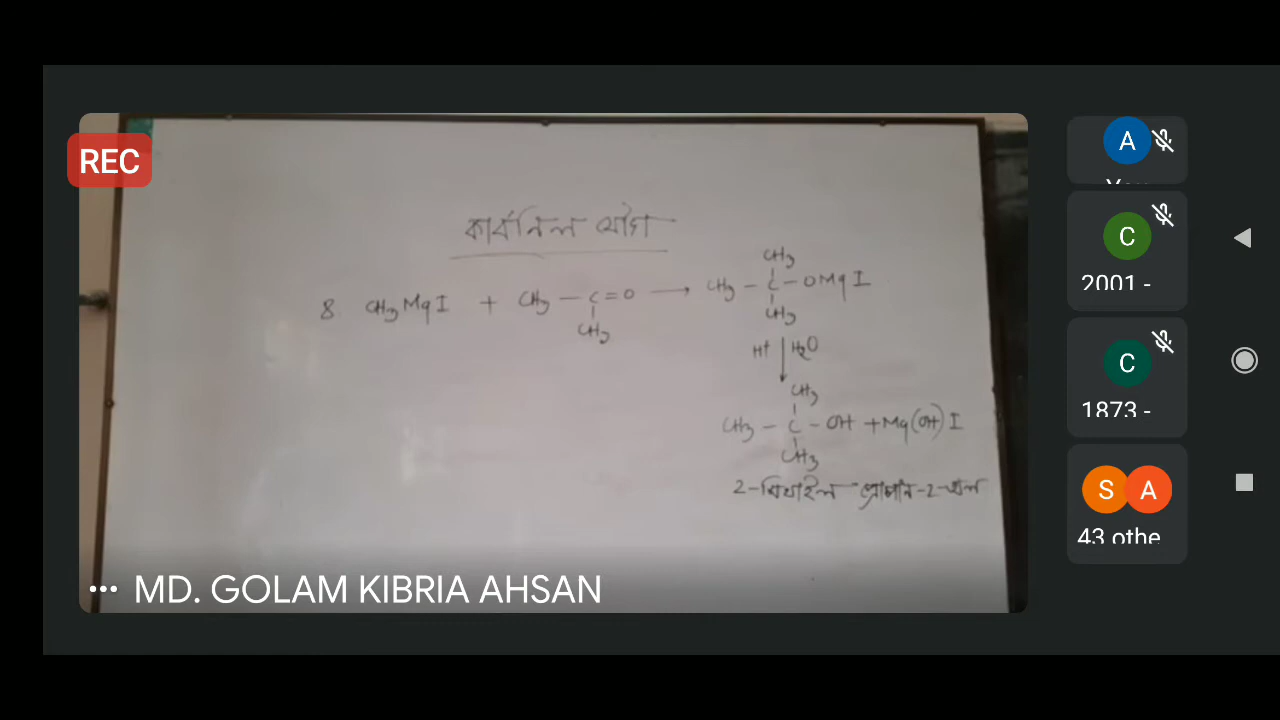 REC
কার্বনিল যৌগ
8. CH3MgI + CH3 — C = O → CH3 — C — OMgI
CH3
CH3
CH3
H+ H2O
CH3
CH3 — C — OH + Mg(OH)I
CH3
2-মিথাইল প্রোপান-2-অল
A
C
2001 -
C
1873 -
S A
43 othe
••• MD. GOLAM KIBRIA AHSAN